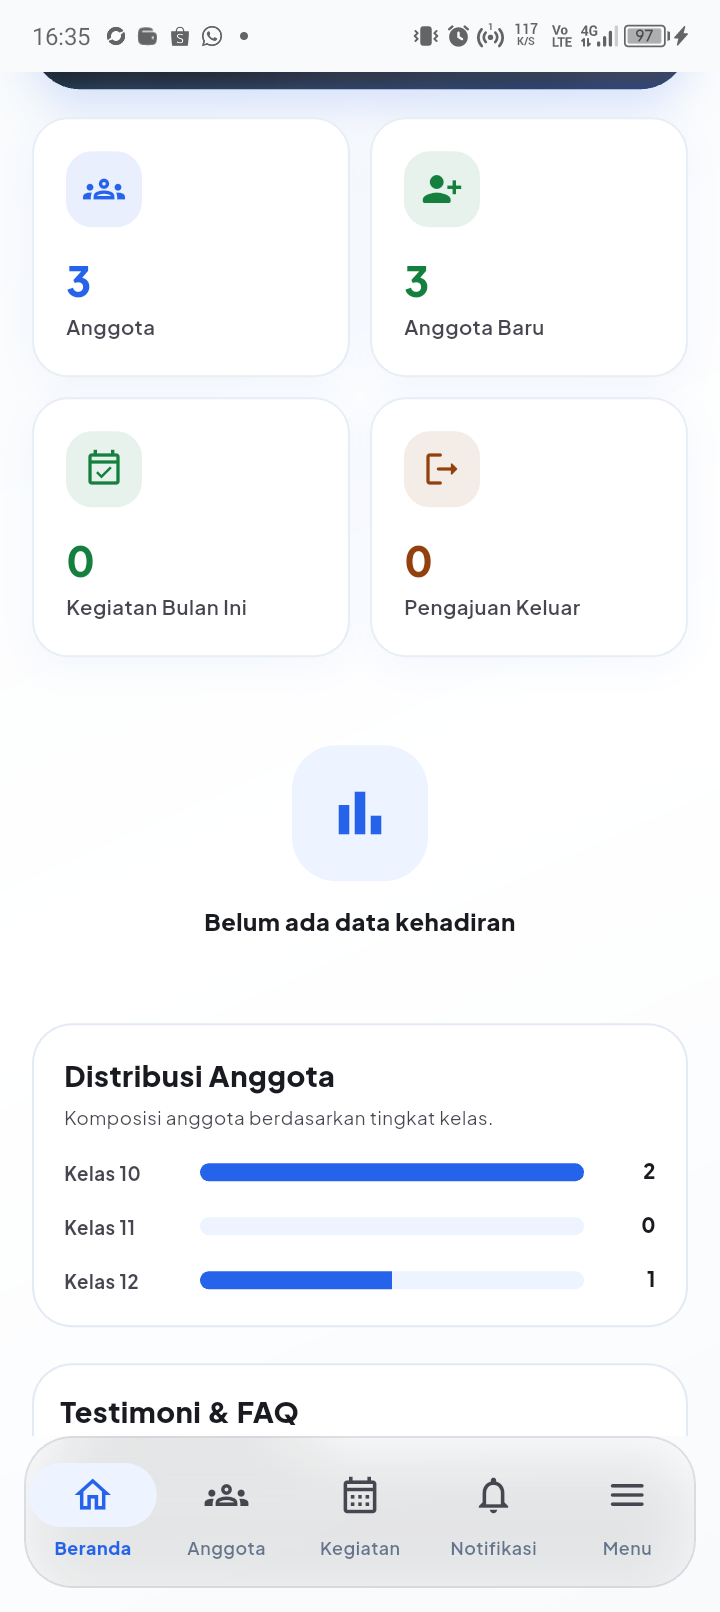 16:35
1
117
K/S
Vo
LTE
4G
97
3
Anggota
3
Anggota Baru
0
Kegiatan Bulan Ini
0
Pengajuan Keluar
Belum ada data kehadiran
Distribusi Anggota
Komposisi anggota berdasarkan tingkat kelas.
Kelas 10 2
Kelas 11 0
Kelas 12 1
Testimoni & FAQ
Beranda Anggota Kegiatan Notifikasi Menu